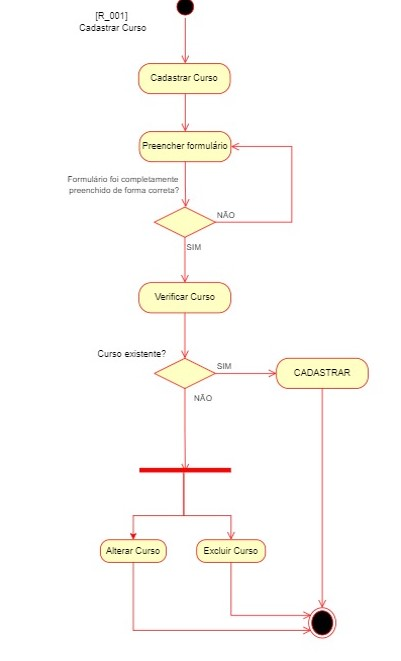 [R_001]
Cadastrar Curso
Cadastrar Curso
Preencher formulário
Formulário foi completamente
preenchido de forma correta?
NÃO
SIM
Verificar Curso
Curso existente?
SIM
CADASTRAR
NÃO
Alterar Curso
Excluir Curso